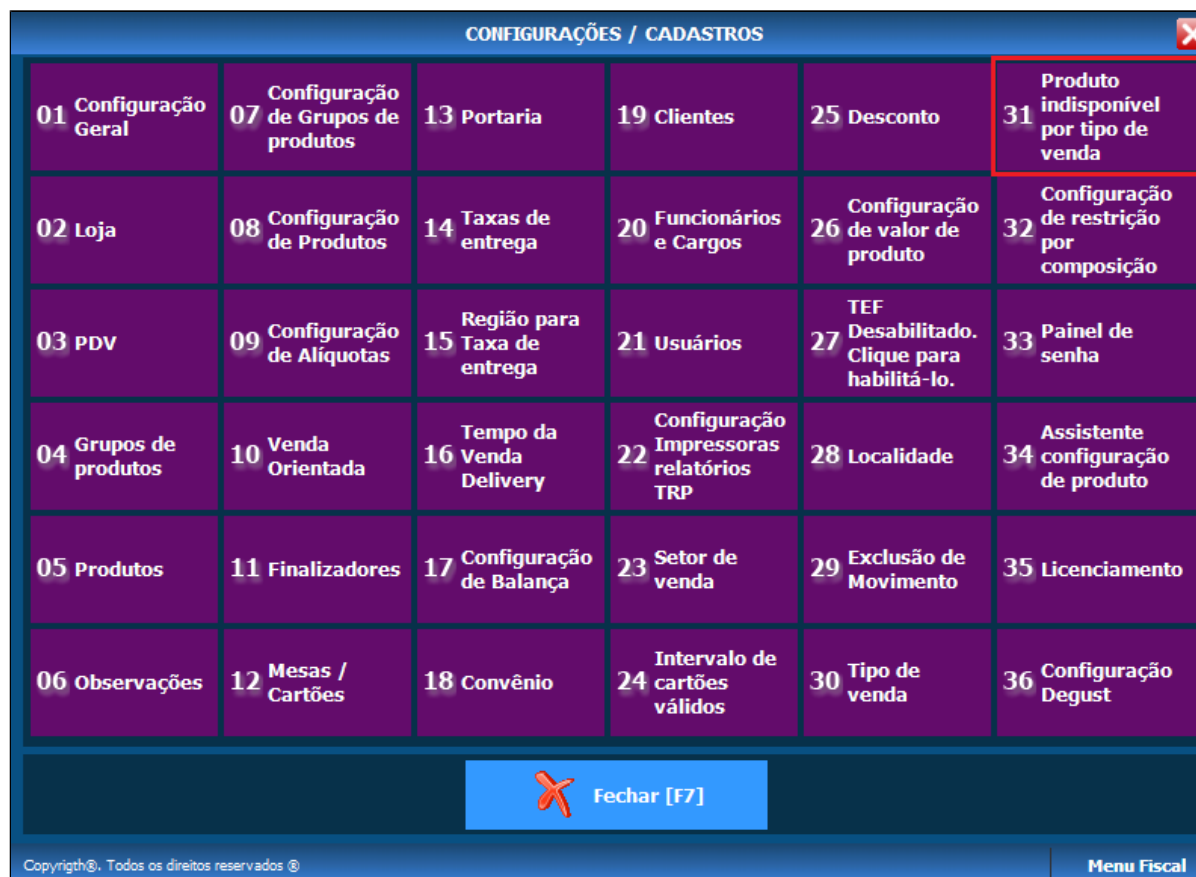 CONFIGURAÇÕES / CADASTROS
01 Configuração
Geral
07 Configuração
de Grupos de
produtos
13 Portaria
19 Clientes
25 Desconto
31 Produto
indisponível
por tipo de
venda
02 Loja
08 Configuração
de Produtos
14 Taxas de
entrega
20 Funcionários
e Cargos
26 Configuração
de valor de
produto
32 Configuração
de restrição
por
composição
03 PDV
09 Configuração
de Alíquotas
15 Região para
Taxa de
entrega
21 Usuários
27 TEF
Desabilitado.
Clique para
habilitá-lo.
33 Painel de
senha
04 Grupos de
produtos
10 Venda
Orientada
16 Tempo da
Venda
Delivery
22 Configuração
Impressoras
relatórios
TRP
28 Localidade
34 Assistente
configuração
de produto
05 Produtos
11 Finalizadores
17 Configuração
de Balança
23 Setor de
venda
29 Exclusão de
Movimento
35 Licenciamento
06 Observações
12 Mesas /
Cartões
18 Convênio
24 Intervalo de
cartões
válidos
30 Tipo de
venda
36 Configuração
Degust
Fechar [F7]
Copyrigth®. Todos os direitos reservados ®
Menu Fiscal